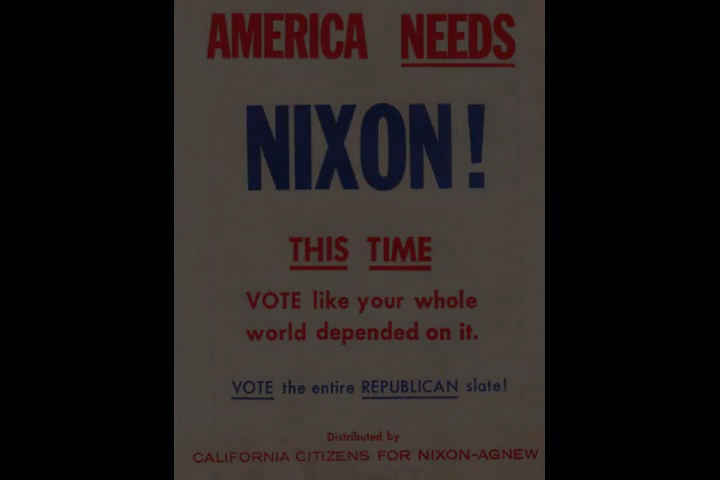 AMERICA NEEDS
NIXON!
THIS TIME
VOTE like your whole
world depended on it.
VOTE the entire REPUBLICAN slate!
Distributed by
CALIFORNIA CITIZENS FOR NIXON-AGNEW